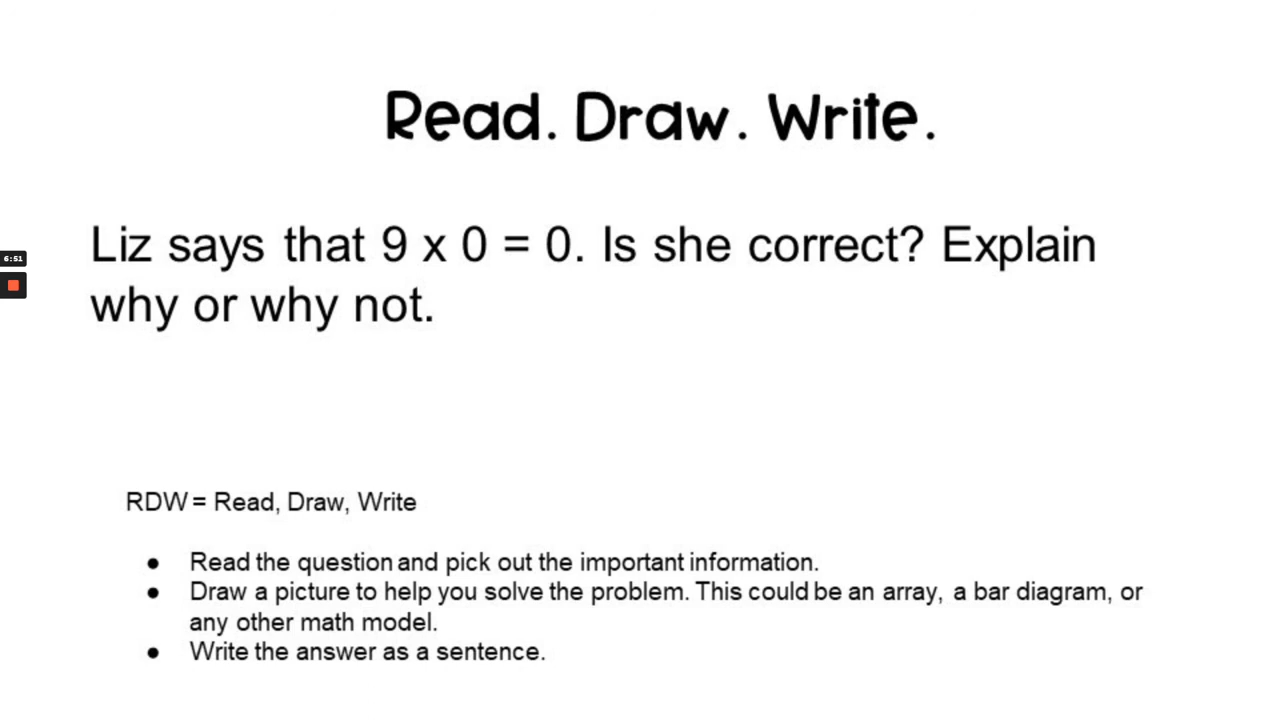 Read. Draw. Write.
Liz says that 9 x 0 = 0. Is she correct? Explain
6:51
why or why not.
RDW = Read, Draw, Write
● Read the question and pick out the important information.
● Draw a picture to help you solve the problem. This could be an array, a bar diagram, or
any other math model.
● Write the answer as a sentence.